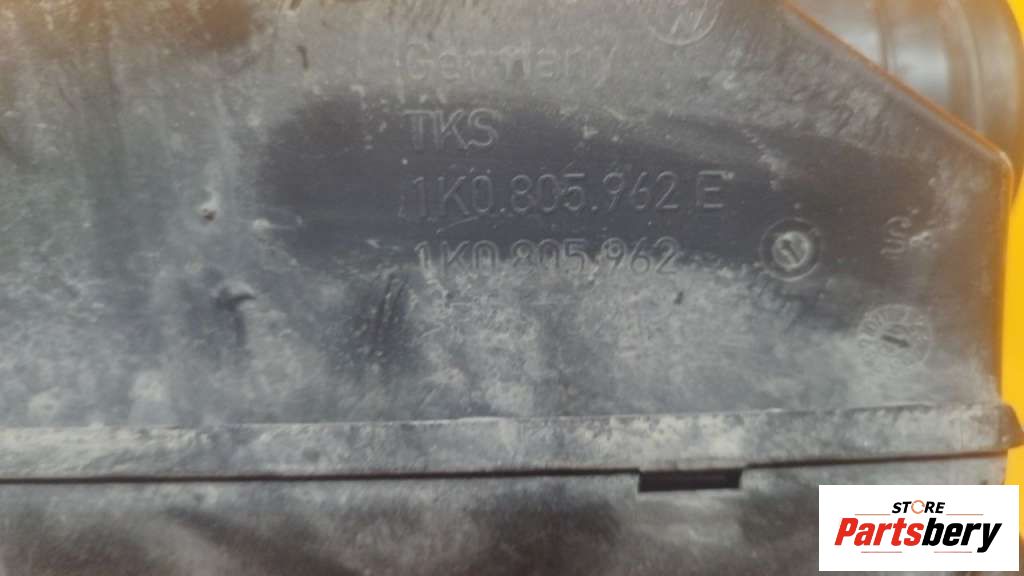 Germany
TKS
1K0.805.962 E
1K0.805.962
STORE
Partsbery